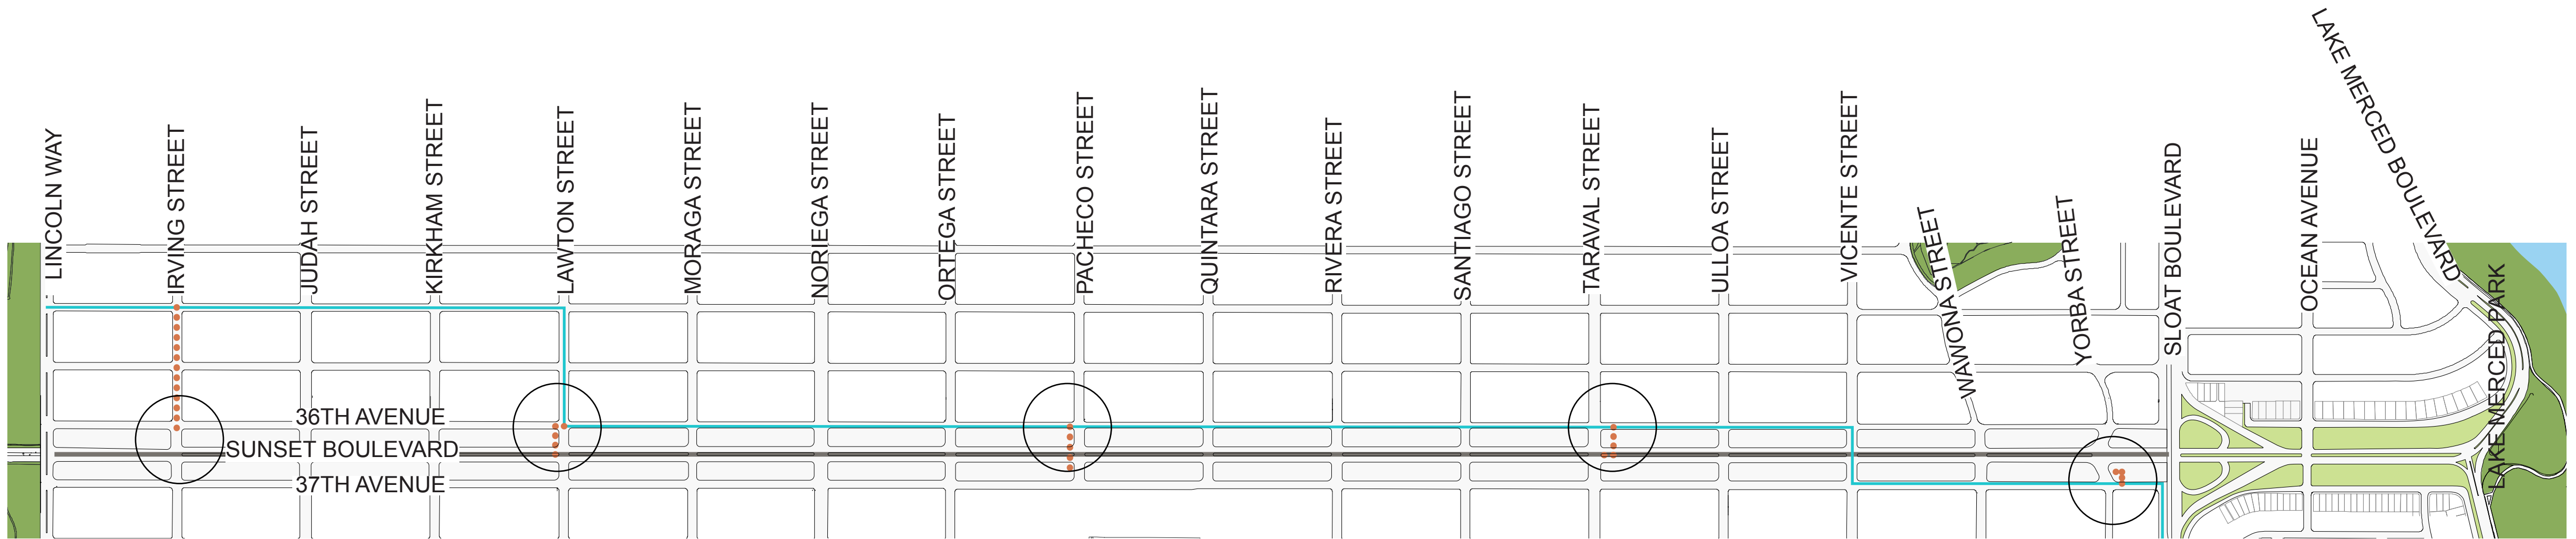 LINCOLN WAY
IRVING STREET
JUDAH STREET
KIRKHAM STREET
LAWTON STREET
MORAGA STREET
NORIEGA STREET
ORTEGA STREET
PACHECO STREET
QUINTARA STREET
RIVERA STREET
SANTIAGO STREET
TARAVAL STREET
ULLOA STREET
VICENTE STREET
WAWONA STREET
YORBA STREET
SLOAT BOULEVARD
OCEAN AVENUE
LAKE MERCED BOULEVARD
LAKE MERCED PARK
36TH AVENUE
SUNSET BOULEVARD
37TH AVENUE